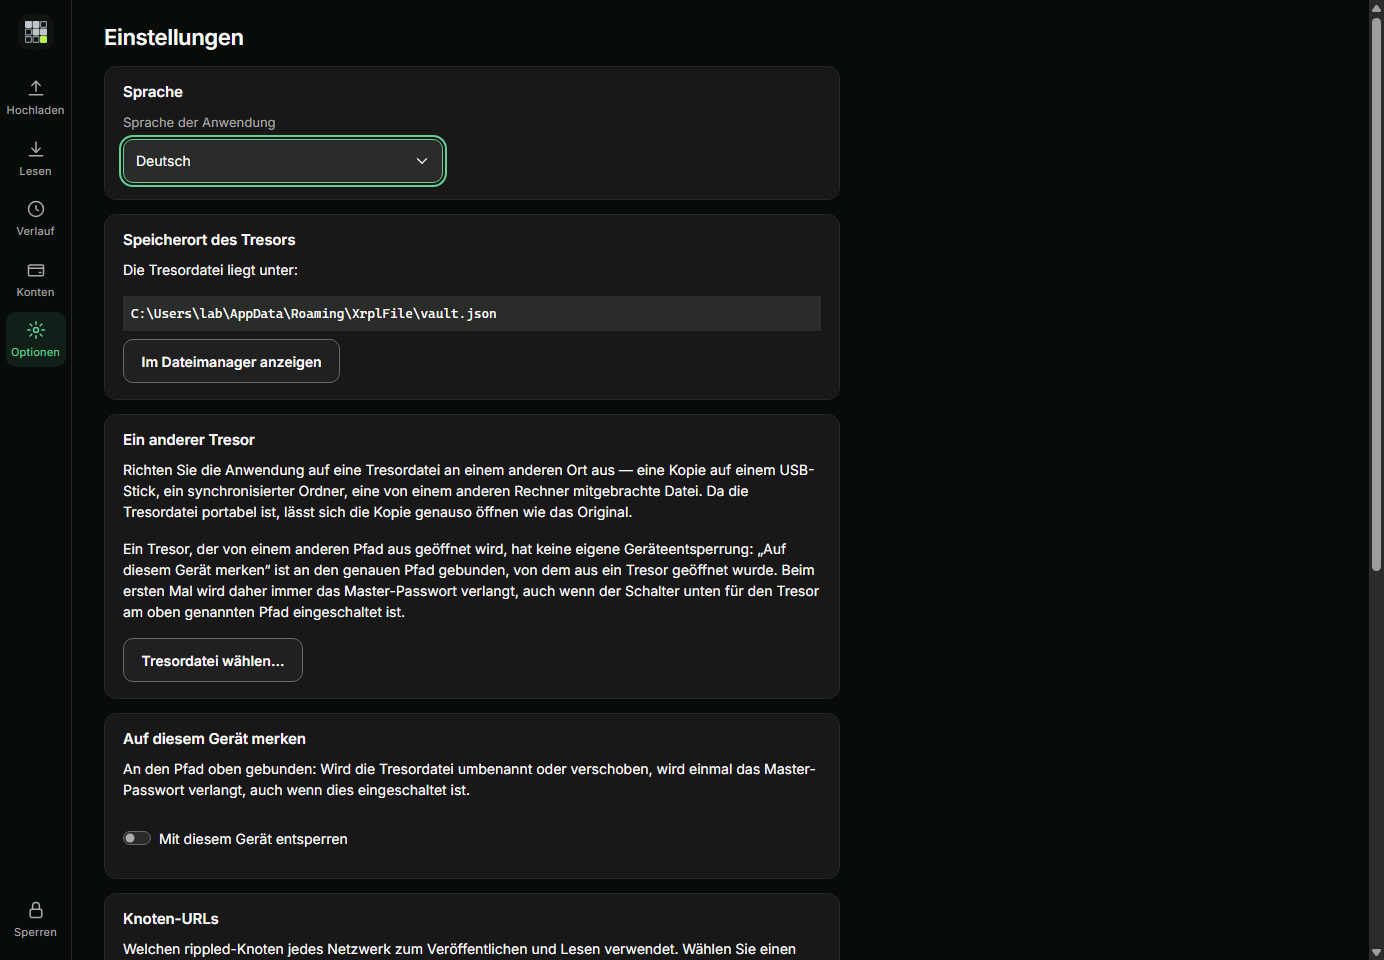 Einstellungen
Hochladen
Lesen
Verlauf
Konten
Optionen
Sperren
Sprache
Sprache der Anwendung
Deutsch
Speicherort des Tresors
Die Tresordatei liegt unter:
C:\Users\lab\AppData\Roaming\XrplFile\vault.json
Im Dateimanager anzeigen
Ein anderer Tresor
Richten Sie die Anwendung auf eine Tresordatei an einem anderen Ort aus — eine Kopie auf einem USB-
Stick, ein synchronisierter Ordner, eine von einem anderen Rechner mitgebrachte Datei. Da die
Tresordatei portabel ist, lässt sich die Kopie genauso öffnen wie das Original.
Ein Tresor, der von einem anderen Pfad aus geöffnet wird, hat keine eigene Geräteentsperrung: „Auf
diesem Gerät merken“ ist an den genauen Pfad gebunden, von dem aus ein Tresor geöffnet wurde. Beim
ersten Mal wird daher immer das Master-Passwort verlangt, auch wenn der Schalter unten für den Tresor
am oben genannten Pfad eingeschaltet ist.
Tresordatei wählen...
Auf diesem Gerät merken
An den Pfad oben gebunden: Wird die Tresordatei umbenannt oder verschoben, wird einmal das Master-
Passwort verlangt, auch wenn dies eingeschaltet ist.
Mit diesem Gerät entsperren
Knoten-URLs
Welchen rippled-Knoten jedes Netzwerk zum Veröffentlichen und Lesen verwendet. Wählen Sie einen